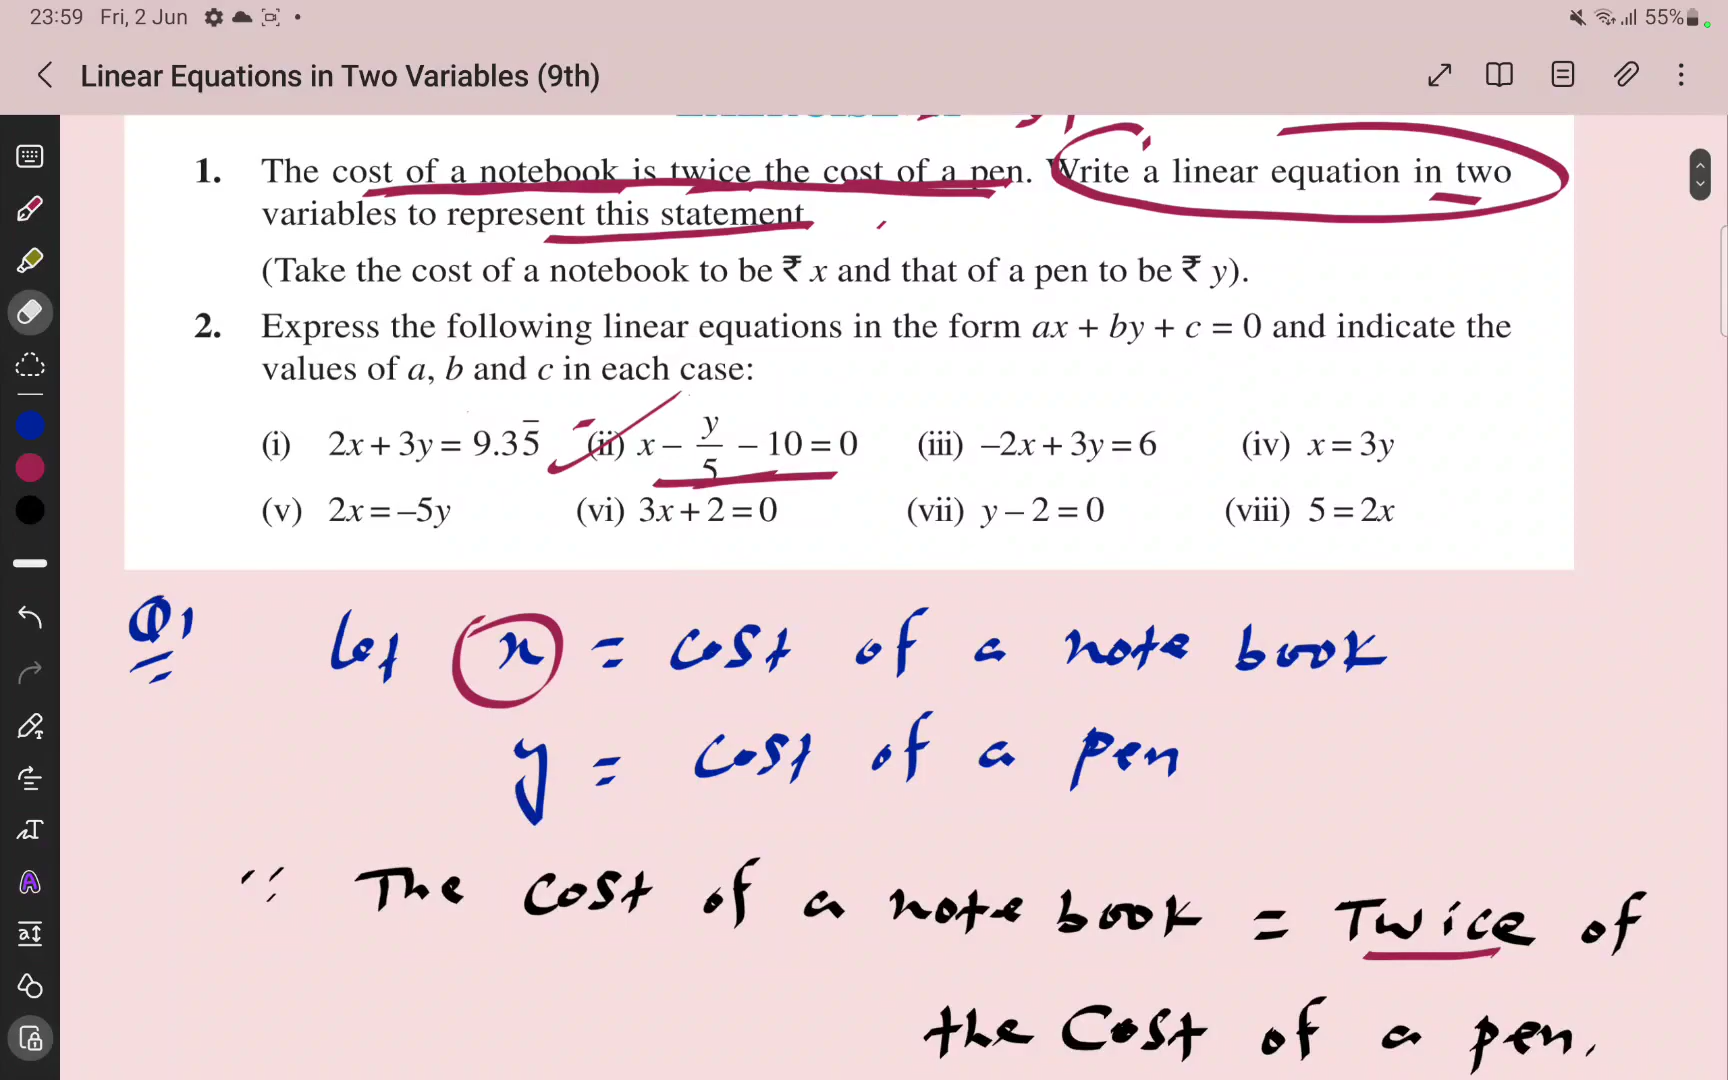 23:59 Fri, 2 Jun 55%
Linear Equations in Two Variables (9th)
1. The cost of a notebook is twice the cost of a pen. Write a linear equation in two
variables to represent this statement
(Take the cost of a notebook to be ₹ x and that of a pen to be ₹ y).
2. Express the following linear equations in the form ax + by + c = 0 and indicate the
values of a, b and c in each case:
(i) 2x + 3y = 9.35̅ (ii) x – y/5 – 10 = 0 (iii) –2x + 3y = 6 (iv) x = 3y
(v) 2x = –5y (vi) 3x + 2 = 0 (vii) y – 2 = 0 (viii) 5 = 2x
Q1 Let x = cost of a note book
y = cost of a pen
∵ The cost of a note book = Twice of
the Cost of a pen.